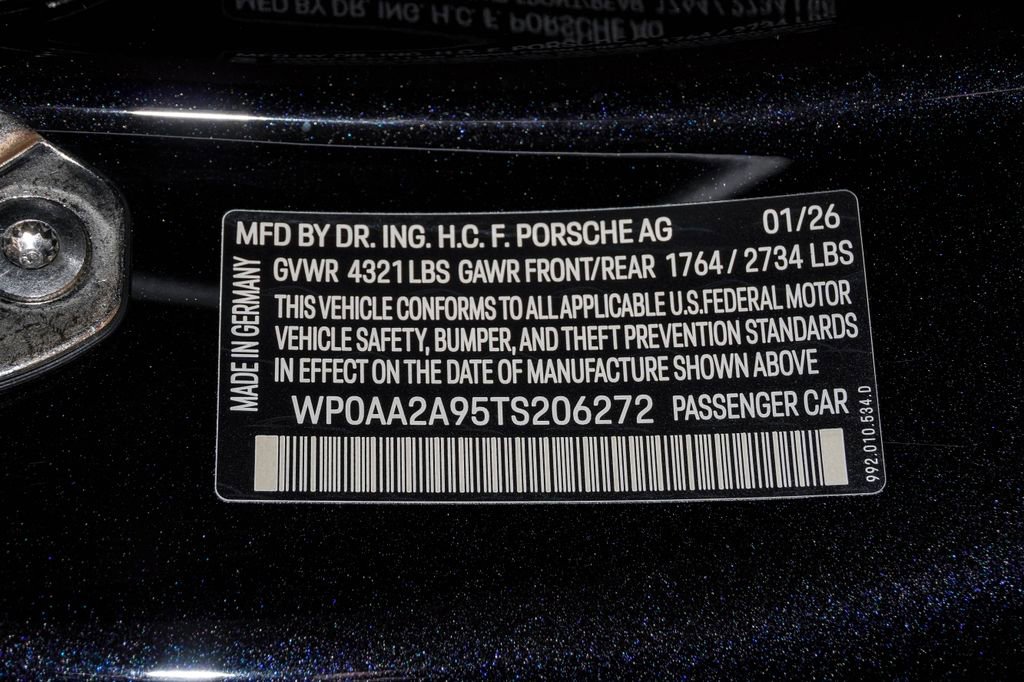 MFD BY DR. ING. H.C. F. PORSCHE AG 01/26
GVWR 4321 LBS GAWR FRONT/REAR 1764 / 2734 LBS
THIS VEHICLE CONFORMS TO ALL APPLICABLE U.S. FEDERAL MOTOR
VEHICLE SAFETY, BUMPER, AND THEFT PREVENTION STANDARDS
IN EFFECT ON THE DATE OF MANUFACTURE SHOWN ABOVE
WP0AA2A95TS206272 PASSENGER CAR
MADE IN GERMANY
992.010.534.D